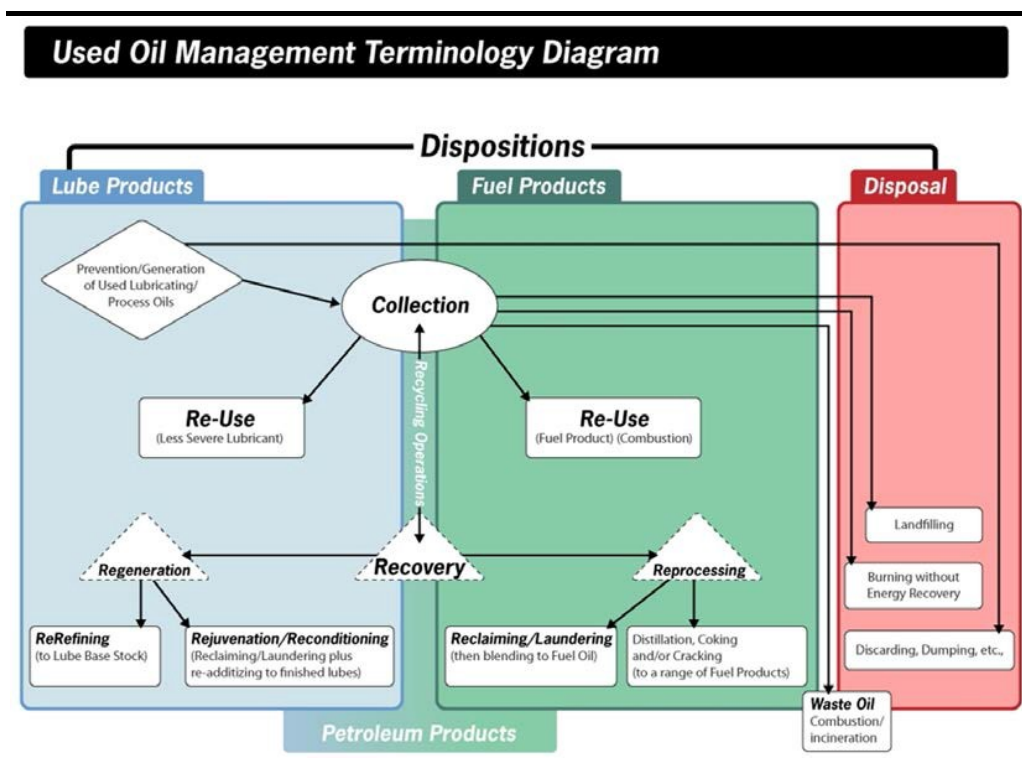 Used Oil Management Terminology Diagram
Dispositions
Lube Products
Fuel Products
Disposal
Prevention/Generation
of Used Lubricating/
Process Oils
Collection
Recycling Operations
Re-Use
(Less Severe Lubricant)
Re-Use
(Fuel Product) (Combustion)
Landfilling
Regeneration
Recovery
Reprocessing
Burning without
Energy Recovery
ReRefining
(to Lube Base Stock)
Rejuvenation/Reconditioning
(Reclaiming/Laundering plus
re-additizing to finished lubes)
Reclaiming/Laundering
(then blending to Fuel Oil)
Distillation, Coking
and/or Cracking
(to a range of Fuel Products)
Discarding, Dumping, etc.,
Waste Oil
Combustion/
incineration
Petroleum Products